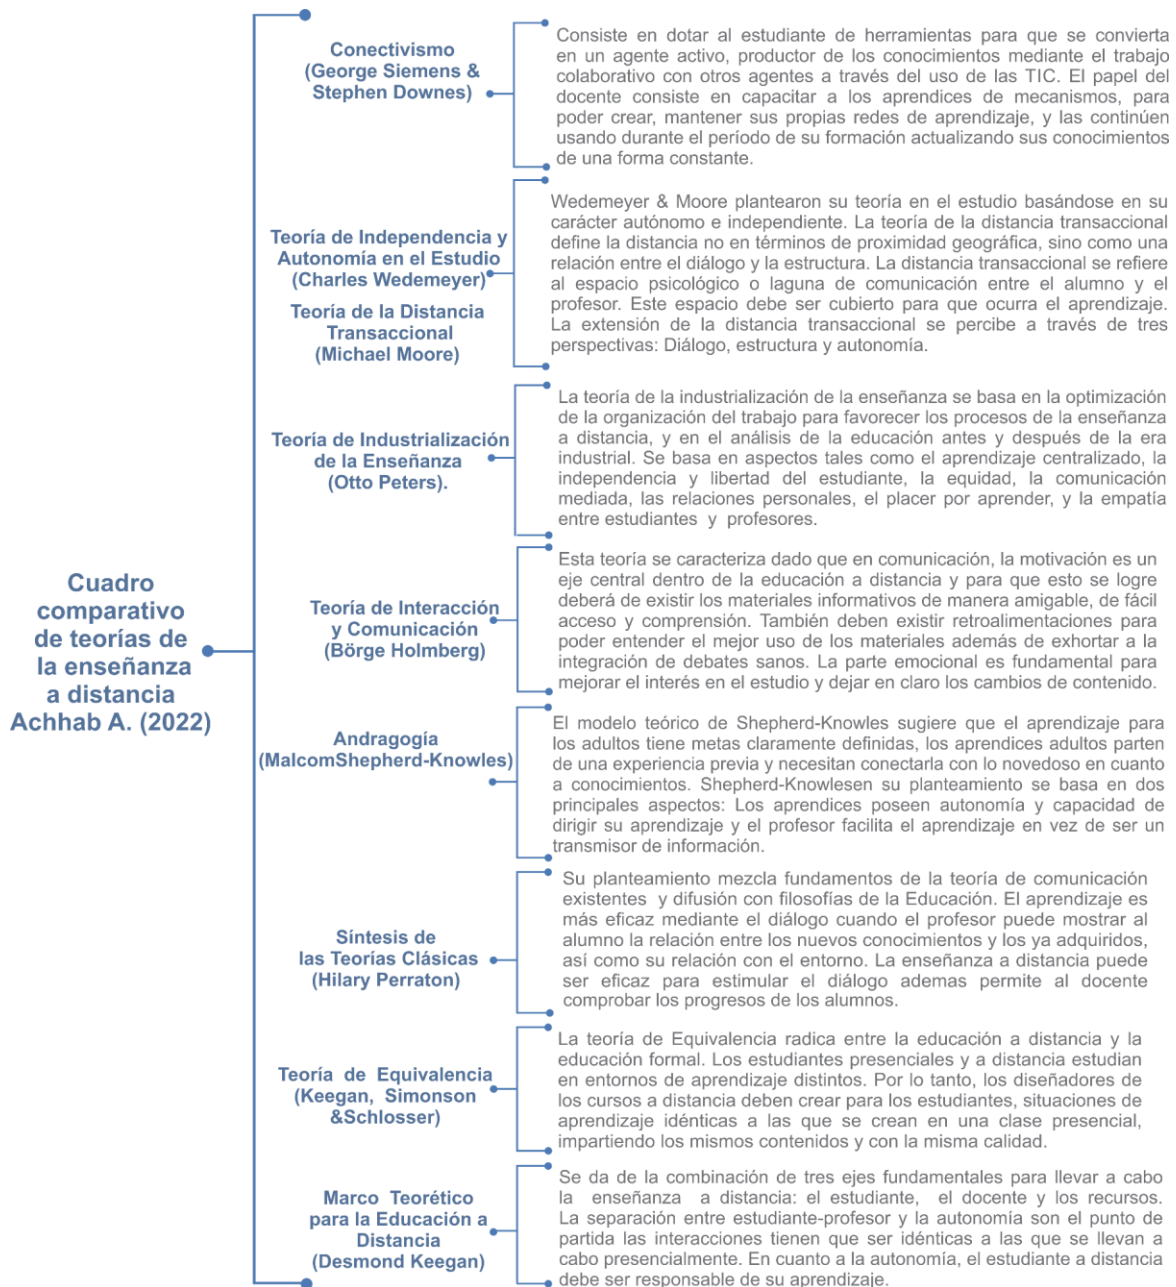 Cuadro
comparativo
de teorías de
la enseñanza
a distancia
Achhab A. (2022)
Conectivismo
(George Siemens &
Stephen Downes)
Consiste en dotar al estudiante de herramientas para que se convierta
en un agente activo, productor de los conocimientos mediante el trabajo
colaborativo con otros agentes a través del uso de las TIC. El papel del
docente consiste en capacitar a los aprendices de mecanismos, para
poder crear, mantener sus propias redes de aprendizaje, y las continúen
usando durante el período de su formación actualizando sus conocimientos
de una forma constante.
Teoría de Independencia y
Autonomía en el Estudio
(Charles Wedemeyer)
Teoría de la Distancia
Transaccional
(Michael Moore)
Wedemeyer & Moore plantearon su teoría en el estudio basándose en su
carácter autónomo e independiente. La teoría de la distancia transaccional
define la distancia no en términos de proximidad geográfica, sino como una
relación entre el diálogo y la estructura. La distancia transaccional se refiere
al espacio psicológico o laguna de comunicación entre el alumno y el
profesor. Este espacio debe ser cubierto para que ocurra el aprendizaje.
La extensión de la distancia transaccional se percibe a través de tres
perspectivas: Diálogo, estructura y autonomía.
Teoría de Industrialización
de la Enseñanza
(Otto Peters).
La teoría de la industrialización de la enseñanza se basa en la optimización
de la organización del trabajo para favorecer los procesos de la enseñanza
a distancia, y en el análisis de la educación antes y después de la era
industrial. Se basa en aspectos tales como el aprendizaje centralizado, la
independencia y libertad del estudiante, la equidad, la comunicación
mediada, las relaciones personales, el placer por aprender, y la empatía
entre estudiantes y profesores.
Teoría de Interacción
y Comunicación
(Börge Holmberg)
Esta teoría se caracteriza dado que en comunicación, la motivación es un
eje central dentro de la educación a distancia y para que esto se logre
deberá de existir los materiales informativos de manera amigable, de fácil
acceso y comprensión. También deben existir retroalimentaciones para
poder entender el mejor uso de los materiales además de exhortar a la
integración de debates sanos. La parte emocional es fundamental para
mejorar el interés en el estudio y dejar en claro los cambios de contenido.
Andragogía
(MalcomShepherd-Knowles)
El modelo teórico de Shepherd-Knowles sugiere que el aprendizaje para
los adultos tiene metas claramente definidas, los aprendices adultos parten
de una experiencia previa y necesitan conectarla con lo novedoso en cuanto
a conocimientos. Shepherd-Knowlesen su planteamiento se basa en dos
principales aspectos: Los aprendices poseen autonomía y capacidad de
dirigir su aprendizaje y el profesor facilita el aprendizaje en vez de ser un
transmisor de información.
Síntesis de
las Teorías Clásicas
(Hilary Perraton)
Su planteamiento mezcla fundamentos de la teoría de comunicación
existentes y difusión con filosofías de la Educación. El aprendizaje es
más eficaz mediante el diálogo cuando el profesor puede mostrar al
alumno la relación entre los nuevos conocimientos y los ya adquiridos,
así como su relación con el entorno. La enseñanza a distancia puede
ser eficaz para estimular el diálogo ademas permite al docente
comprobar los progresos de los alumnos.
Teoría de Equivalencia
(Keegan, Simonson
&Schlosser)
La teoría de Equivalencia radica entre la educación a distancia y la
educación formal. Los estudiantes presenciales y a distancia estudian
en entornos de aprendizaje distintos. Por lo tanto, los diseñadores de
los cursos a distancia deben crear para los estudiantes, situaciones de
aprendizaje idénticas a las que se crean en una clase presencial,
impartiendo los mismos contenidos y con la misma calidad.
Marco Teorético
para la Educación a
Distancia
(Desmond Keegan)
Se da de la combinación de tres ejes fundamentales para llevar a cabo
la enseñanza a distancia: el estudiante, el docente y los recursos.
La separación entre estudiante-profesor y la autonomía son el punto de
partida las interacciones tienen que ser idénticas a las que se llevan a
cabo presencialmente. En cuanto a la autonomía, el estudiante a distancia
debe ser responsable de su aprendizaje.